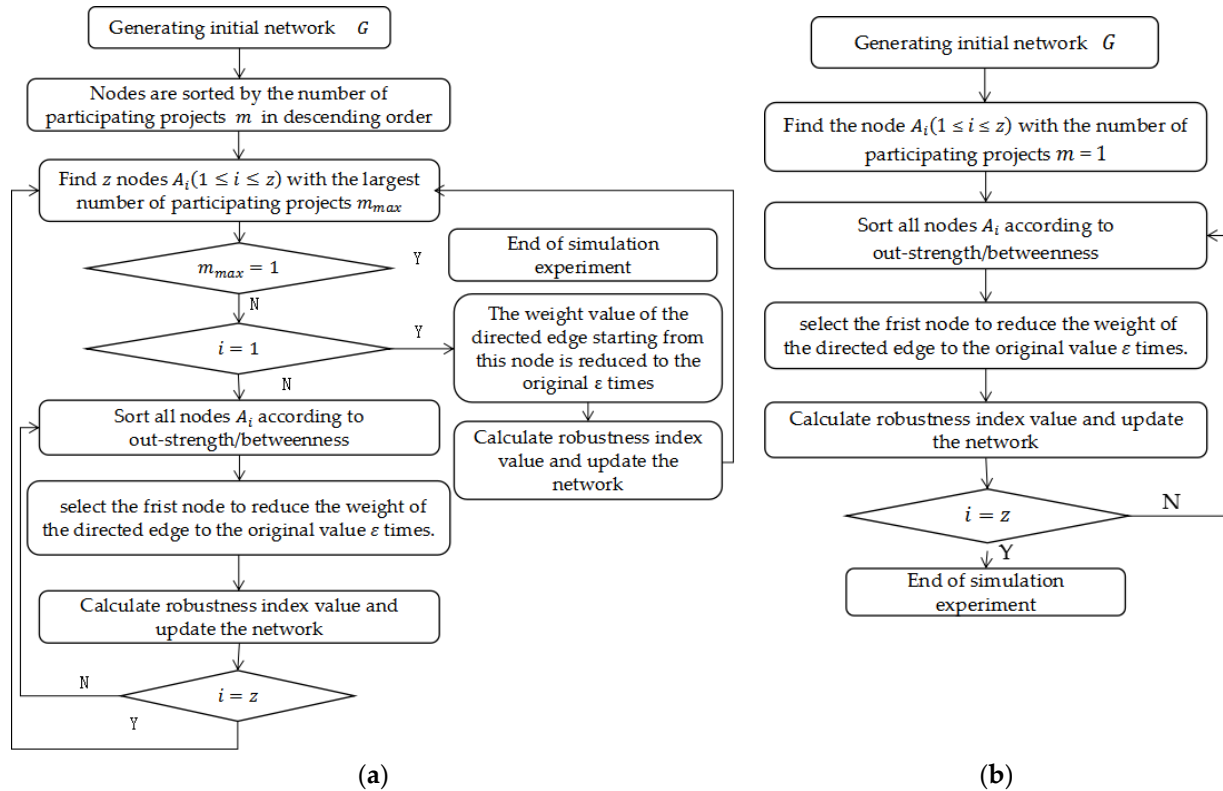 Generating initial network G
Nodes are sorted by the number of
participating projects m in descending order
Find z nodes A_i(1 ≤ i ≤ z) with the largest
number of participating projects m_max
m_max = 1
Y
End of simulation
experiment
N
i = 1
Y
The weight value of the
directed edge starting from
this node is reduced to the
original ε times
N
Sort all nodes A_i according to
out-strength/betweenness
Calculate robustness index
value and update the
network
select the frist node to reduce the weight of
the directed edge to the original value ε times.
Calculate robustness index value and
update the network
N
i = z
Y
(a)
Generating initial network G
Find the node A_i(1 ≤ i ≤ z) with the number of
participating projects m = 1
Sort all nodes A_i according to
out-strength/betweenness
select the frist node to reduce the weight of
the directed edge to the original value ε times.
Calculate robustness index value and update
the network
i = z
N
Y
End of simulation
experiment
(b)